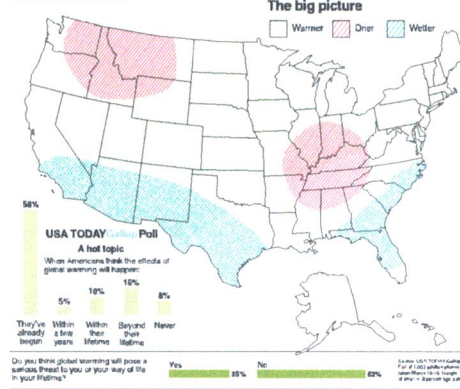 The big picture
Warmer Drier Wetter
58%
USA TODAY/Gallup Poll
A hot topic
When Americans think the effects of
global warming will happen:
5%
10%
16%
8%
They've already begun
Within a few years
Within their lifetime
Beyond their lifetime
Never
Do you think global warming will pose a
serious threat to you or your way of life
in your lifetime?
Yes
35%
No
62%